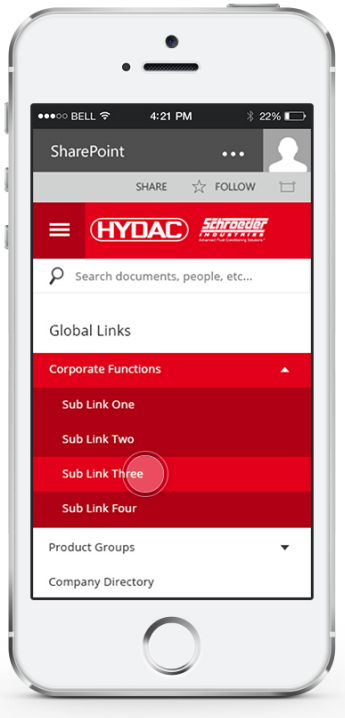 BELL 4:21 PM 22%
SharePoint ...
SHARE FOLLOW
HYDAC Schroeder
INDUSTRIES
Advanced Fluid Conditioning Solutions
Search documents, people, etc...
Global Links
Corporate Functions
Sub Link One
Sub Link Two
Sub Link Three
Sub Link Four
Product Groups
Company Directory